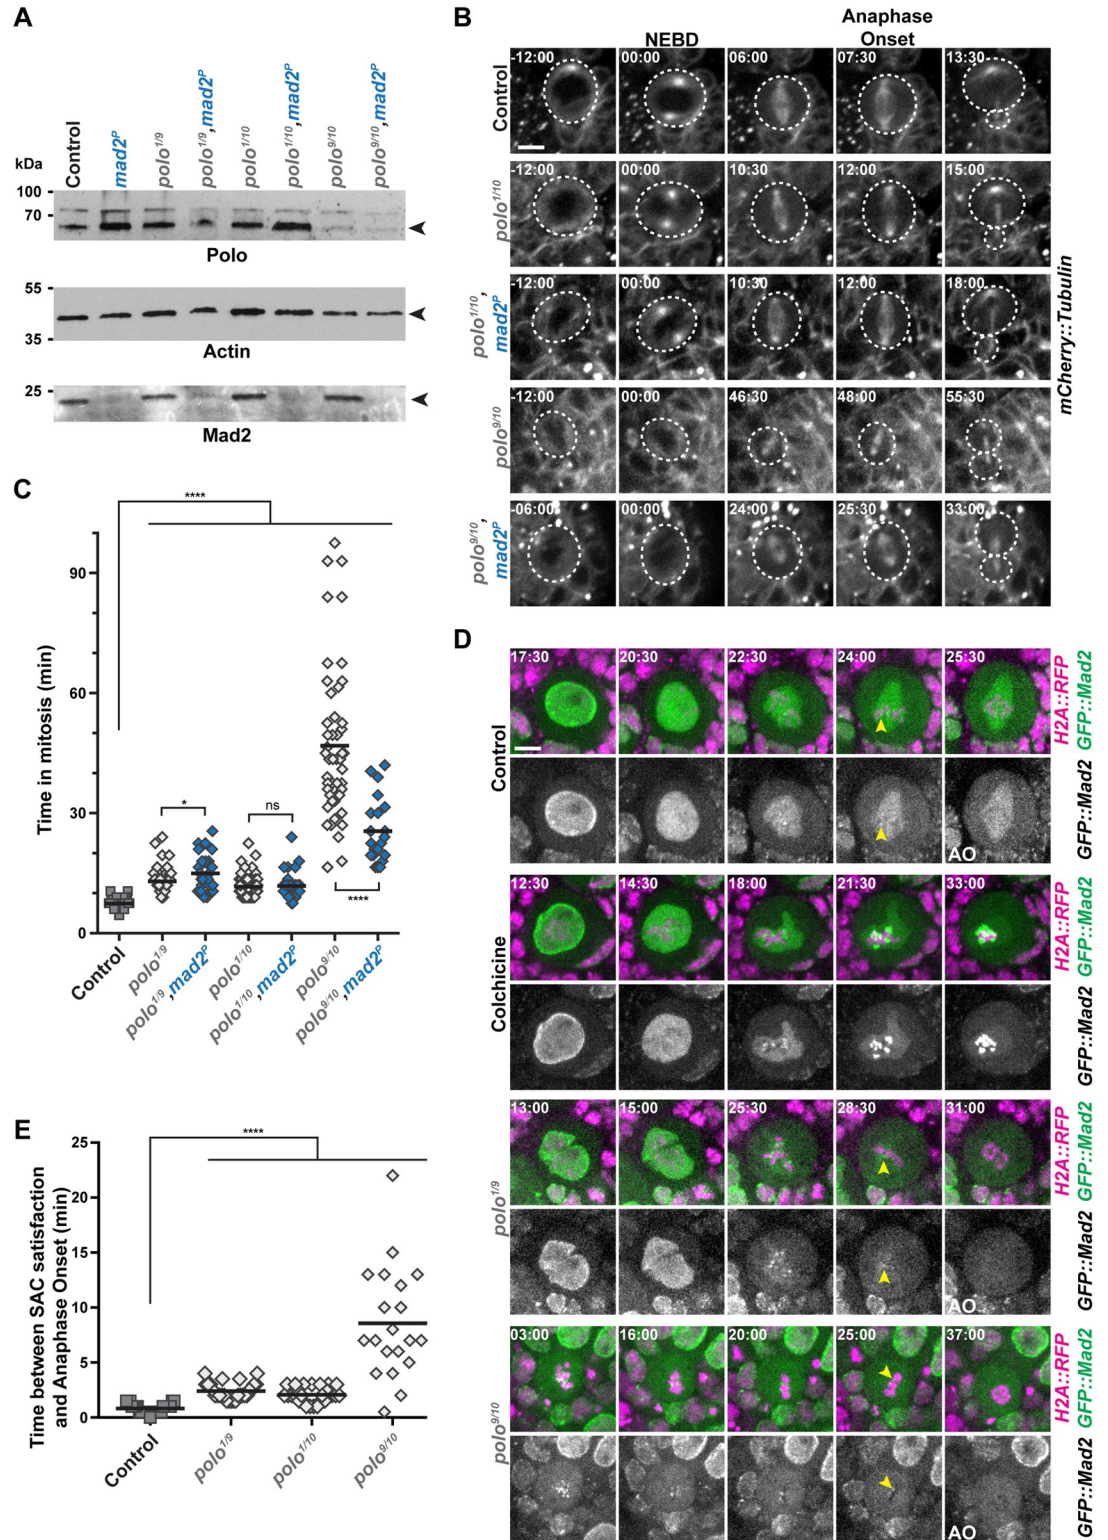 A
Control
mad2ᴾ
polo¹/⁹
polo¹/⁹,mad2ᴾ
polo¹/¹⁰
polo¹/¹⁰,mad2ᴾ
polo⁹/¹⁰
polo⁹/¹⁰,mad2ᴾ
kDa
100
70
Polo
55
35
Actin
25
Mad2
B
NEBD
Anaphase
Onset
Control
-12:00
00:00
06:00
07:30
13:30
polo¹/¹⁰
-12:00
00:00
10:30
12:00
15:00
polo¹/¹⁰,
mad2ᴾ
-12:00
00:00
10:30
12:00
18:00
polo⁹/¹⁰
-12:00
00:00
46:30
48:00
55:30
polo⁹/¹⁰,
mad2ᴾ
-06:00
00:00
24:00
25:30
33:00
mCherry::Tubulin
C
Time in mitosis (min)
90
60
30
0
****
*
ns
****
Control
polo¹/⁹
polo¹/⁹,mad2ᴾ
polo¹/¹⁰
polo¹/¹⁰,mad2ᴾ
polo⁹/¹⁰
polo⁹/¹⁰,mad2ᴾ
D
Control
17:30
20:30
22:30
24:00
25:30
H2A::RFP
GFP::Mad2
AO
GFP::Mad2
Colchicine
12:30
14:30
18:00
21:30
33:00
H2A::RFP
GFP::Mad2
GFP::Mad2
polo¹/⁹
13:00
15:00
25:30
28:30
31:00
H2A::RFP
GFP::Mad2
AO
GFP::Mad2
polo⁹/¹⁰
03:00
16:00
20:00
25:00
37:00
H2A::RFP
GFP::Mad2
AO
GFP::Mad2
E
Time between SAC satisfaction
and Anaphase Onset (min)
25
20
15
10
5
0
****
Control
polo¹/⁹
polo¹/¹⁰
polo⁹/¹⁰